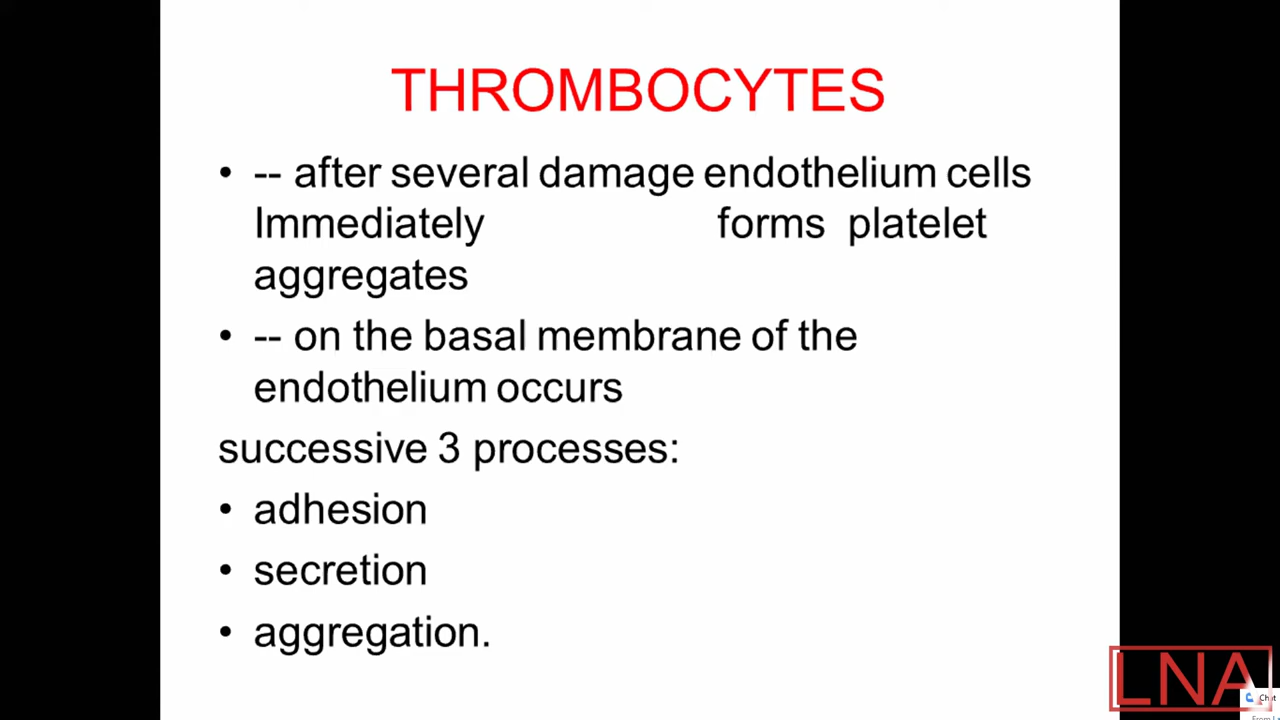 THROMBOCYTES
• -- after several damage endothelium cells
Immediately forms platelet
aggregates
• -- on the basal membrane of the
endothelium occurs
successive 3 processes:
• adhesion
• secretion
• aggregation.
LNA
Chat